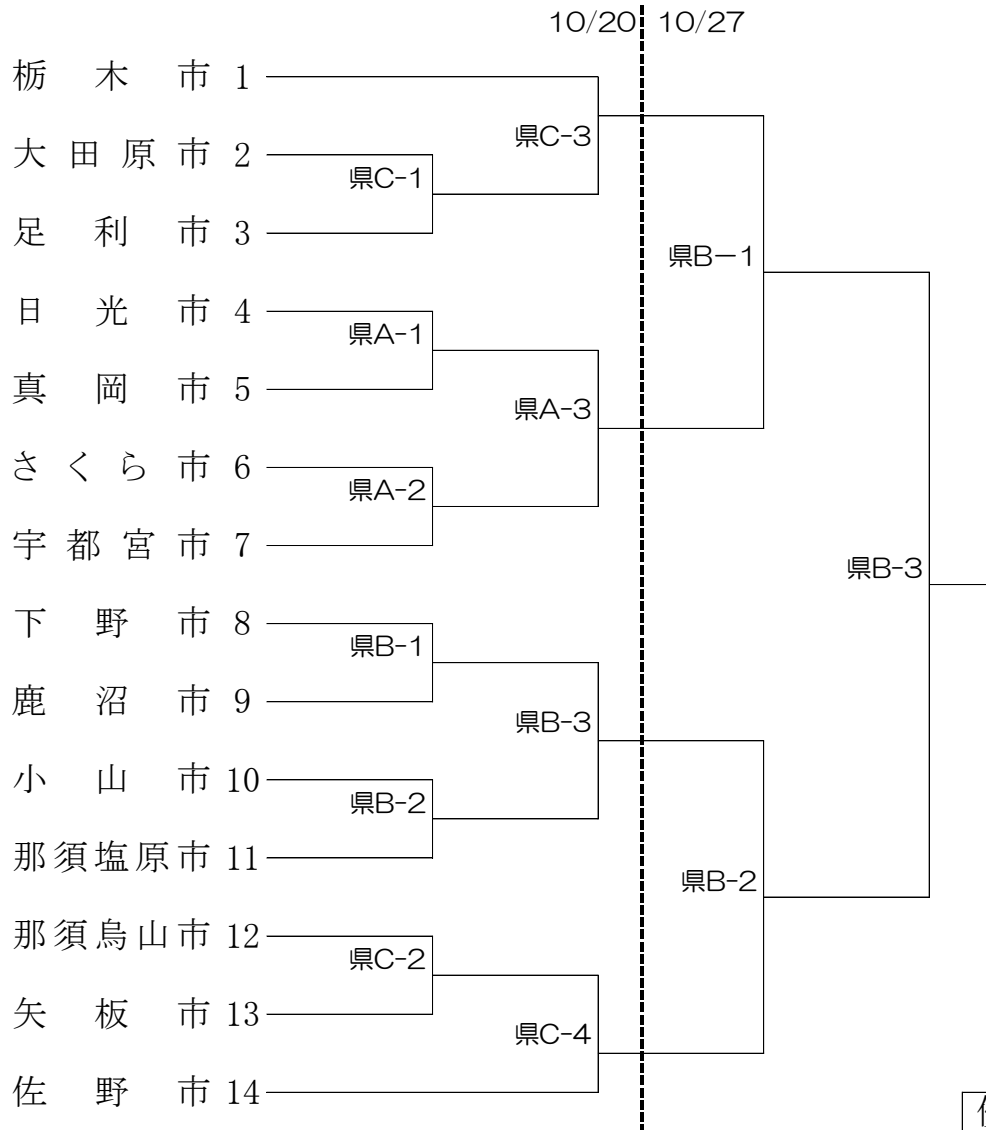 10/20 10/27
栃木市 1
県C-3
大田原市 2
県C-1
足利市 3
県B－1
日光市 4
県A-1
真岡市 5
県A-3
さくら市 6
県A-2
宇都宮市 7
県B-3
下野市 8
県B-1
鹿沼市 9
県B-3
小山市 10
県B-2
那須塩原市 11
県B-2
那須烏山市 12
県C-2
矢板市 13
県C-4
佐野市 14